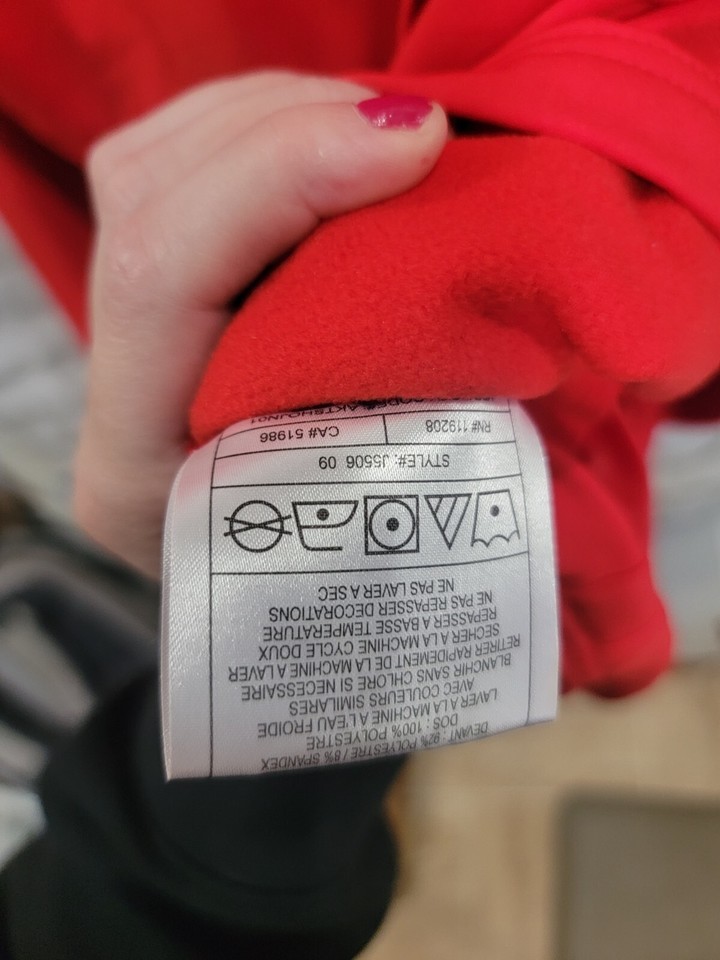 DEVANT : 92% POLYESTRE / 8% SPANDEX
DOS : 100% POLYESTRE
LAVER A LA MACHINE A L'EAU FROIDE
AVEC COULEURS SIMILARES
BLANCHIR SANS CHLORE SI NECESSAIRE
RETIRER RAPIDEMENT DE LA MACHINE A LAVER
SECHER A LA MACHINE CYCLE DOUX
REPASSER A BASSE TEMPERATURE
NE PAS REPASSER DECORATIONS
NE PAS LAVER A SEC
STYLE#: J5506 09
RN# 119208 CA# 51986